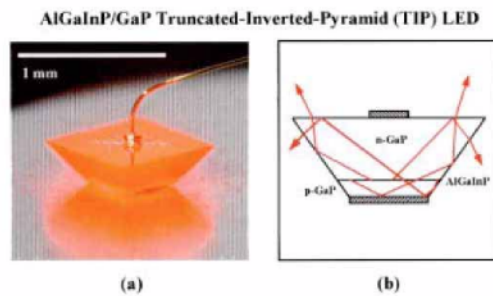 AlGaInP/GaP Truncated-Inverted-Pyramid (TIP) LED
1 mm
n-GaP
p-GaP
AlGaInP
(a)
(b)